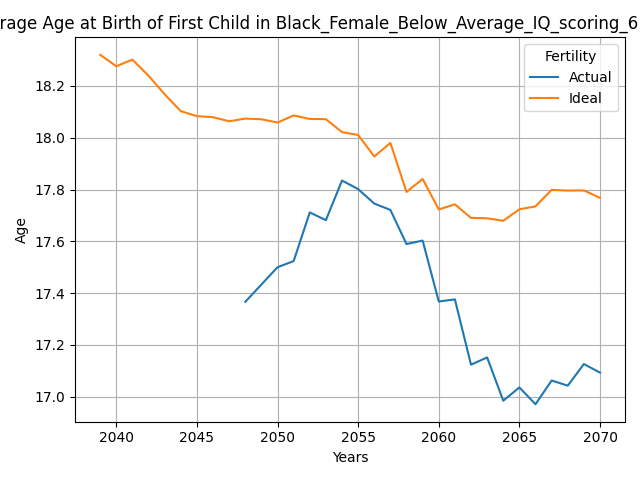 rage Age at Birth of First Child in Black_Female_Below_Average_IQ_scoring_6
Fertility
Actual
Ideal
18.2
18.0
17.8
17.6
17.4
17.2
17.0
Age
2040 2045 2050 2055 2060 2065 2070
Years